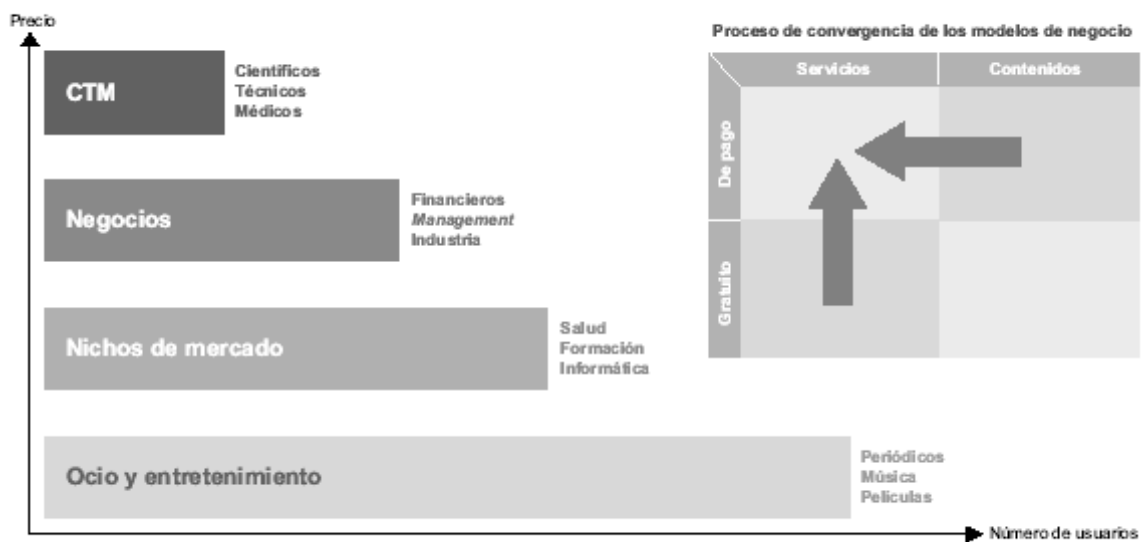 Precio
Proceso de convergencia de los modelos de negocio
Servicios
Contenidos
De pago
Gratuito
CTM
Científicos
Técnicos
Médicos
Negocios
Financieros
Management
Industria
Nichos de mercado
Salud
Formación
Informática
Ocio y entretenimiento
Periódicos
Música
Películas
Número de usuarios